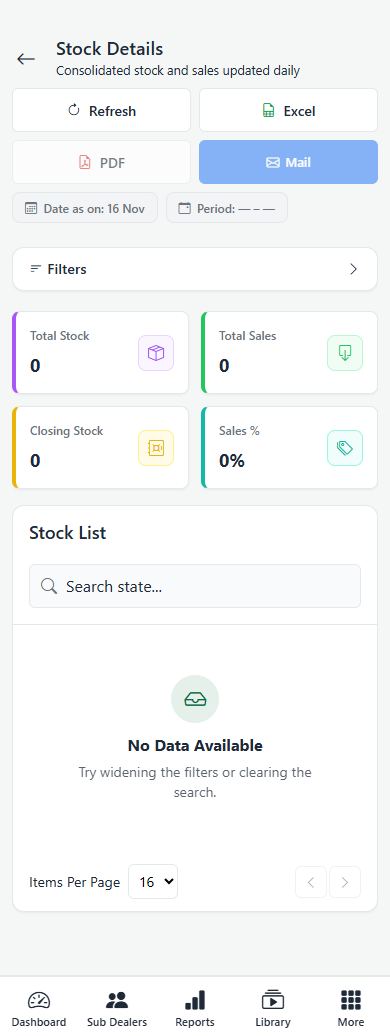 Stock Details
Consolidated stock and sales updated daily
Refresh
Excel
PDF
Mail
Date as on: 16 Nov
Period: — – —
Filters
Total Stock
0
Total Sales
0
Closing Stock
0
Sales %
0%
Stock List
Search state...
No Data Available
Try widening the filters or clearing the
search.
Items Per Page
16
Dashboard
Sub Dealers
Reports
Library
More